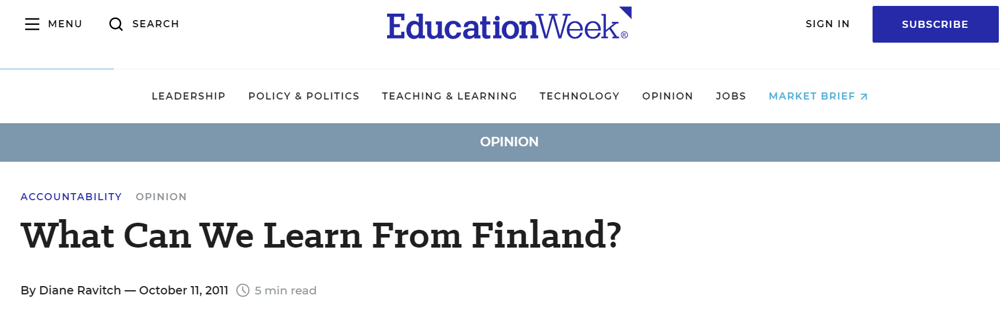 MENU SEARCH EducationWeek® SIGN IN SUBSCRIBE
LEADERSHIP POLICY & POLITICS TEACHING & LEARNING TECHNOLOGY OPINION JOBS MARKET BRIEF
OPINION
ACCOUNTABILITY OPINION
What Can We Learn From Finland?
By Diane Ravitch — October 11, 2011 5 min read